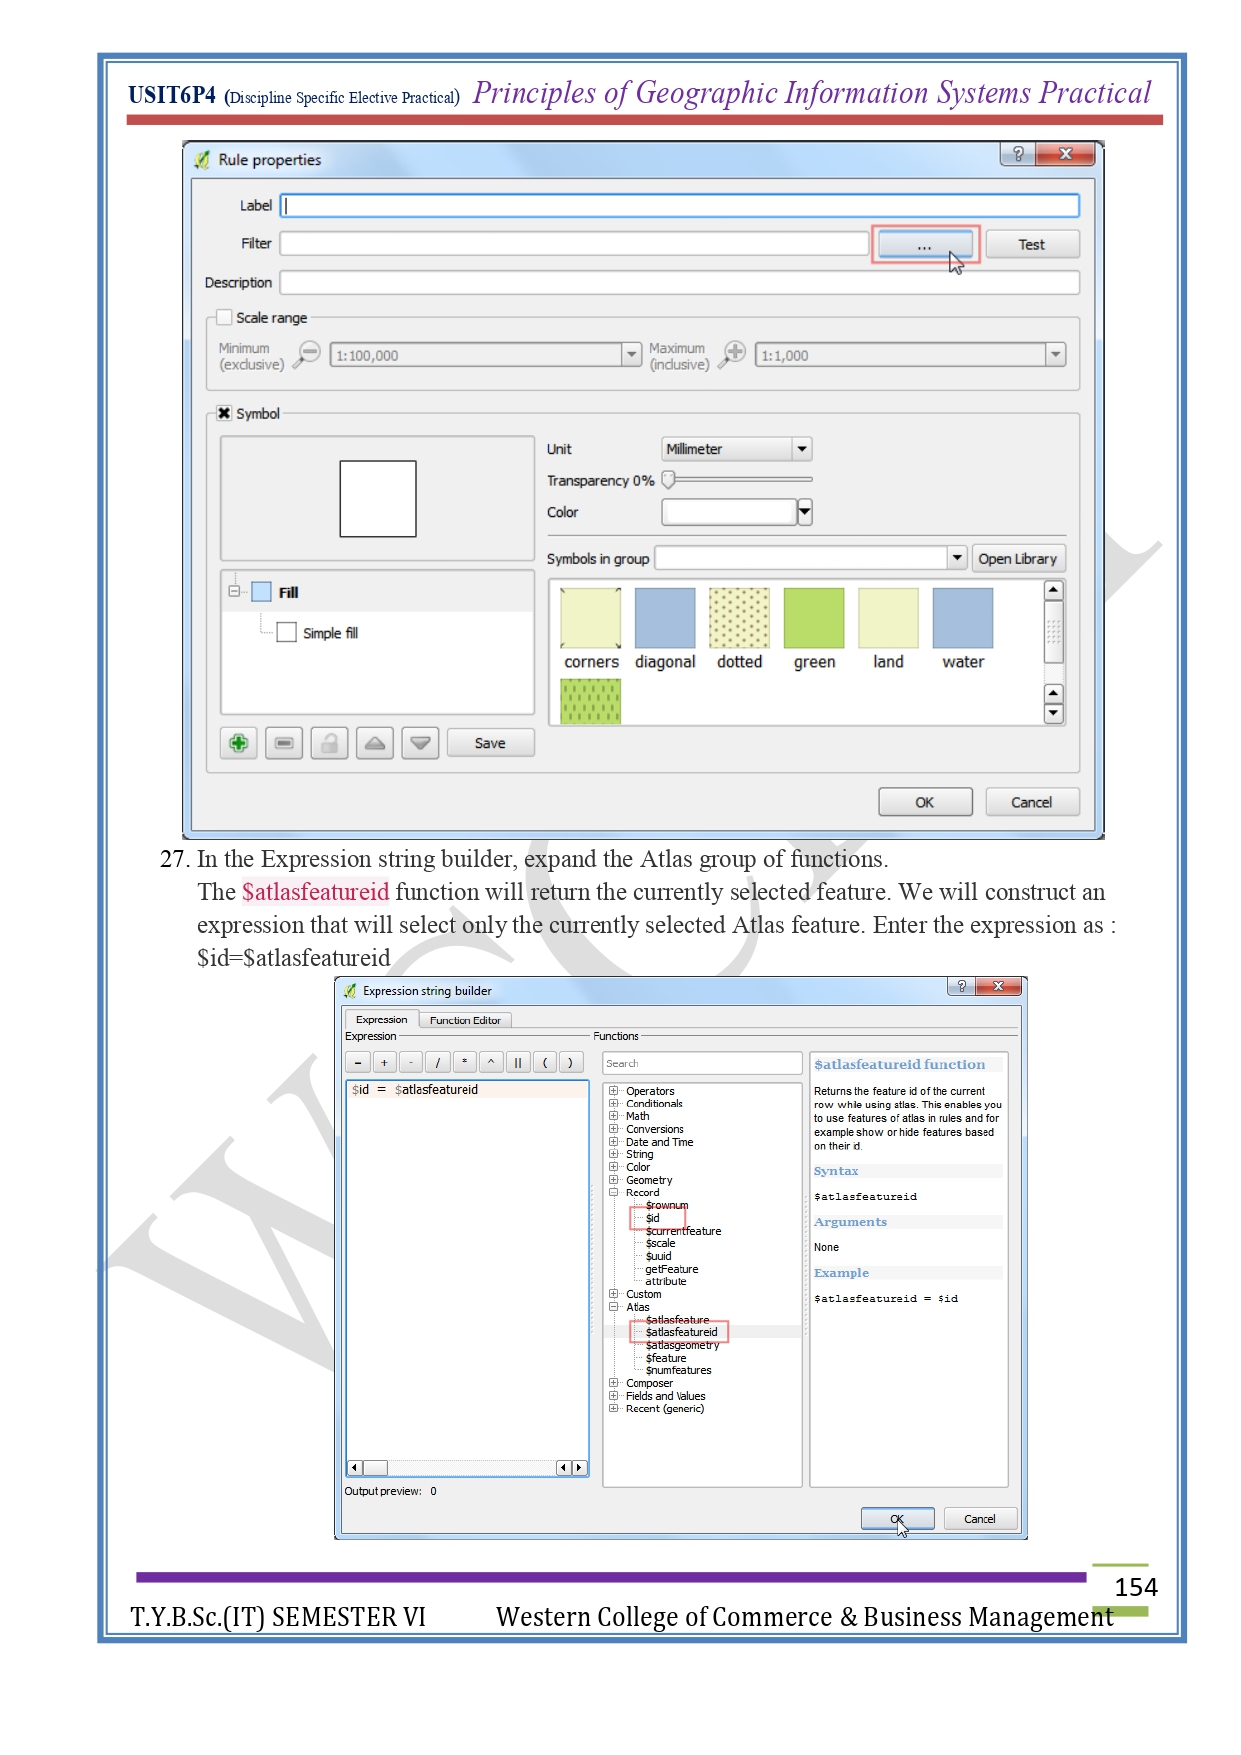 USIT6P4 (Discipline Specific Elective Practical) Principles of Geographic Information Systems Practical
Rule properties
Label
Filter ... Test
Description
Scale range
Minimum (exclusive) 1:100,000 Maximum (inclusive) 1:1,000
Symbol
Unit Millimeter
Transparency 0%
Color
Symbols in group Open Library
Fill
Simple fill
corners diagonal dotted green land water
Save
OK Cancel
27. In the Expression string builder, expand the Atlas group of functions.
The $atlasfeatureid function will return the currently selected feature. We will construct an
expression that will select only the currently selected Atlas feature. Enter the expression as :
$id=$atlasfeatureid
Expression string builder
Expression Function Editor
Expression Functions
- + - / * ^ || ( ) Search
$id = $atlasfeatureid
Operators
Conditionals
Math
Conversions
Date and Time
String
Color
Geometry
Record
$rownum
$id
$currentfeature
$scale
$uuid
getFeature
attribute
Custom
Atlas
$atlasfeature
$atlasfeatureid
$atlasgeometry
$feature
$numfeatures
Composer
Fields and Values
Recent (generic)
$atlasfeatureid function
Returns the feature id of the current
row while using atlas. This enables you
to use features of atlas in rules and for
example show or hide features based
on their id.
Syntax
$atlasfeatureid
Arguments
None
Example
$atlasfeatureid = $id
Output preview: 0
OK Cancel
154
T.Y.B.Sc.(IT) SEMESTER VI Western College of Commerce & Business Management